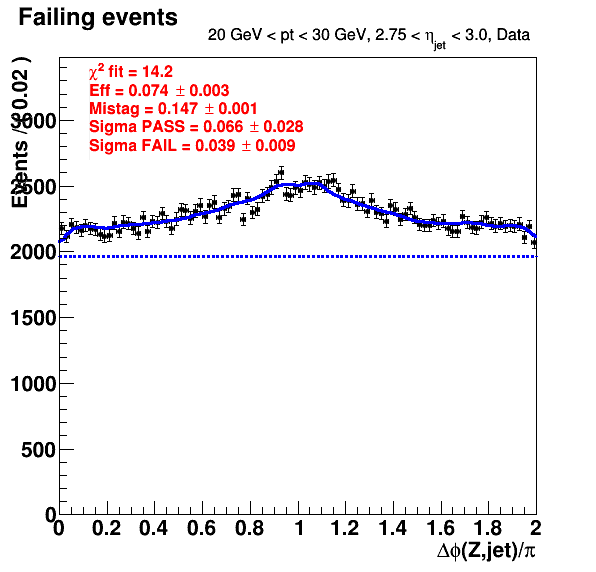 Failing events
20 GeV < pt < 30 GeV, 2.75 < η_jet < 3.0, Data
χ² fit = 14.2
Eff = 0.074 ± 0.003
Mistag = 0.147 ± 0.001
Sigma PASS = 0.066 ± 0.028
Sigma FAIL = 0.039 ± 0.009
Events / ( 0.02 )
3000
2500
2000
1500
1000
500
0
0 0.2 0.4 0.6 0.8 1 1.2 1.4 1.6 1.8 2
Δϕ(Z,jet)/π